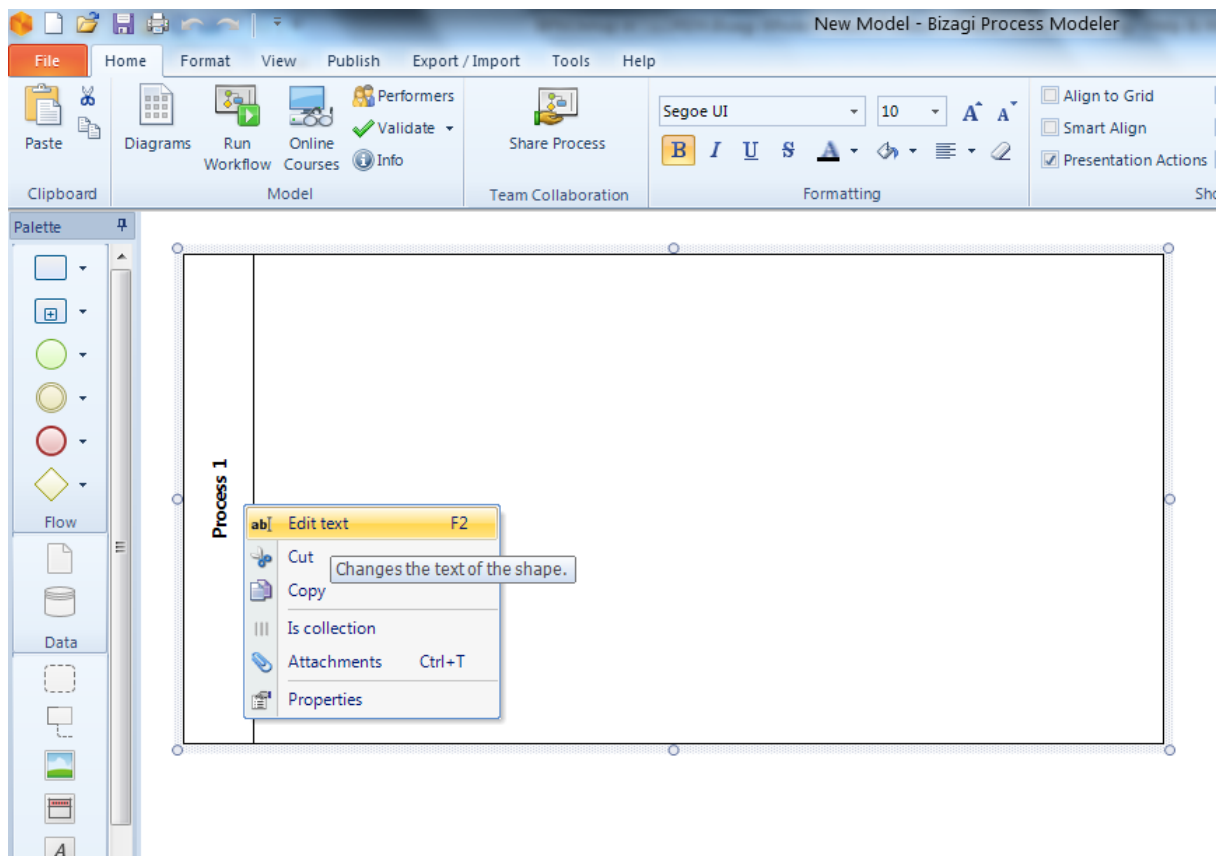 New Model - Bizagi Process Modeler
File Home Format View Publish Export / Import Tools Help
Paste
Clipboard
Diagrams
Run Workflow
Online Courses
Performers
Validate
Info
Model
Share Process
Team Collaboration
Segoe UI 10
B I U S A
Formatting
Align to Grid
Smart Align
Presentation Actions
Palette
Flow
Data
A
Process 1
ab Edit text F2
Cut
Changes the text of the shape.
Copy
Is collection
Attachments Ctrl+T
Properties